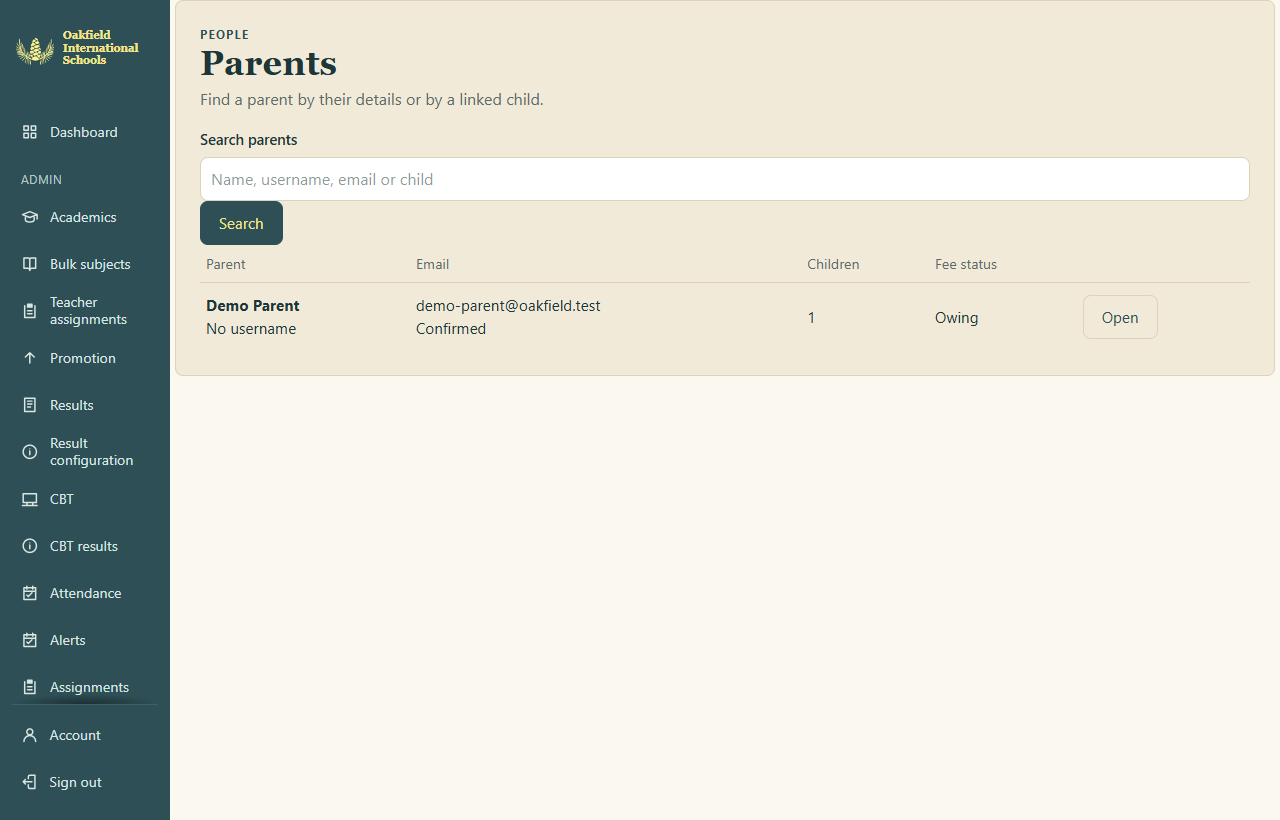 Oakfield
International
Schools
Dashboard
ADMIN
Academics
Bulk subjects
Teacher
assignments
Promotion
Results
Result
configuration
CBT
CBT results
Attendance
Alerts
Assignments
Account
Sign out
PEOPLE
Parents
Find a parent by their details or by a linked child.
Search parents
Name, username, email or child
Search
Parent Email Children Fee status
Demo Parent demo-parent@oakfield.test 1 Owing Open
No username Confirmed